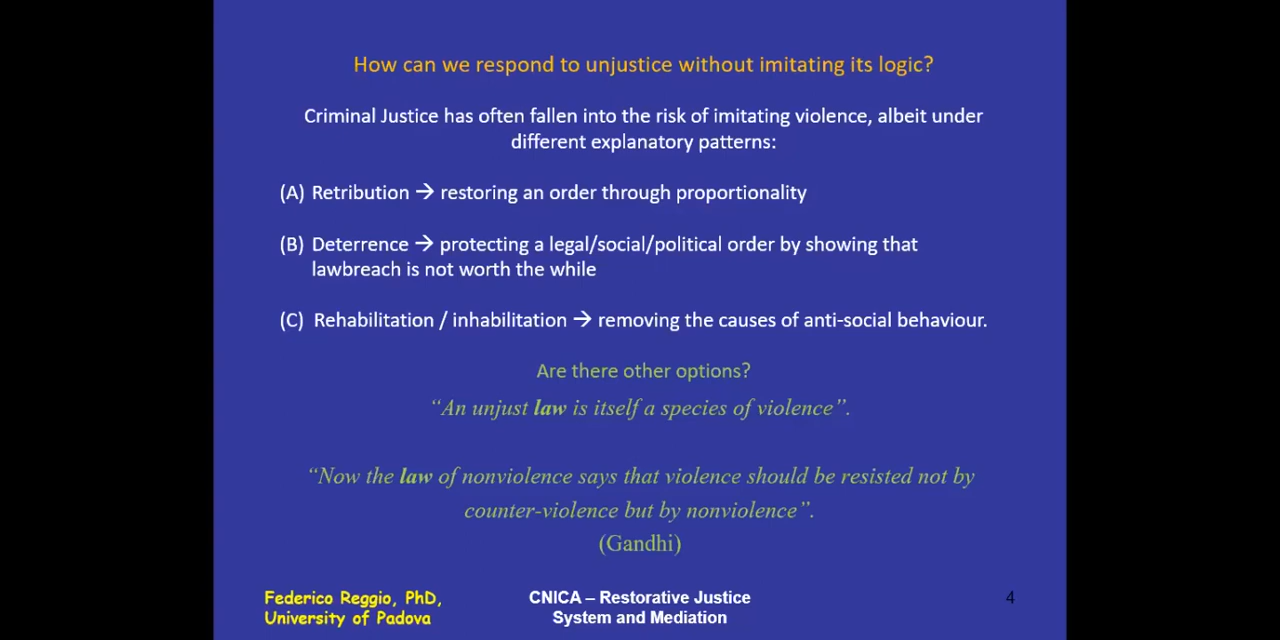 How can we respond to unjustice without imitating its logic?
Criminal Justice has often fallen into the risk of imitating violence, albeit under
different explanatory patterns:
(A) Retribution → restoring an order through proportionality
(B) Deterrence → protecting a legal/social/political order by showing that
lawbreach is not worth the while
(C) Rehabilitation / inhabilitation → removing the causes of anti-social behaviour.
Are there other options?
“An unjust law is itself a species of violence”.
“Now the law of nonviolence says that violence should be resisted not by
counter-violence but by nonviolence”.
(Gandhi)
Federico Reggio, PhD,
University of Padova
CNICA – Restorative Justice
System and Mediation
4